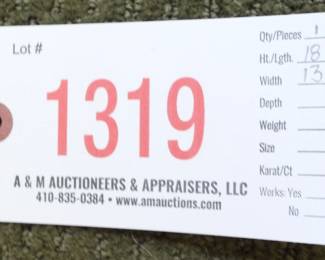 Lot #
1319
A & M AUCTIONEERS & APPRAISERS, LLC
410-835-0384 • www.amauctions.com
Qty/Pieces 1
Ht./Lgth. 18
Width 13
Depth
Weight
Size
Karat/Ct
Works: Yes
No